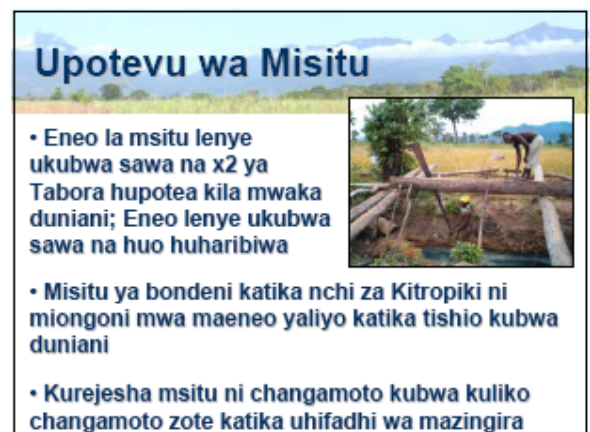 Upotevu wa Misitu
• Eneo la msitu lenye
ukubwa sawa na x2 ya
Tabora hupotea kila mwaka
duniani; Eneo lenye ukubwa
sawa na huo huharibiwa
• Misitu ya bondeni katika nchi za Kitropiki ni
miongoni mwa maeneo yaliyo katika tishio kubwa
duniani
• Kurejesha msitu ni changamoto kubwa kuliko
changamoto zote katika uhifadhi wa mazingira